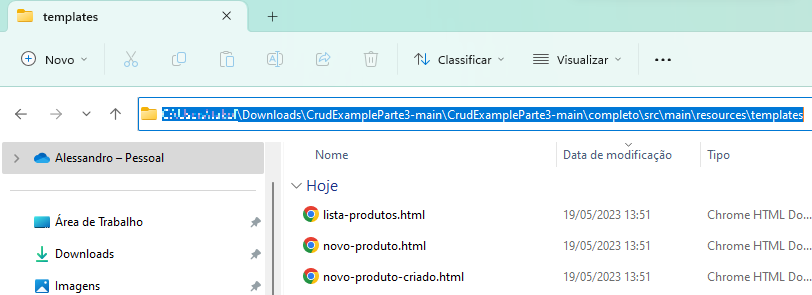 templates
Novo
Classificar
Visualizar
\Downloads\CrudExampleParte3-main\CrudExampleParte3-main\completo\src\main\resources\templates
Alessandro – Pessoal
Nome
Data de modificação
Tipo
Hoje
Área de Trabalho
lista-produtos.html
19/05/2023 13:51
Chrome HTML Do...
Downloads
novo-produto.html
19/05/2023 13:51
Chrome HTML Do...
Imagens
novo-produto-criado.html
19/05/2023 13:51
Chrome HTML Do...